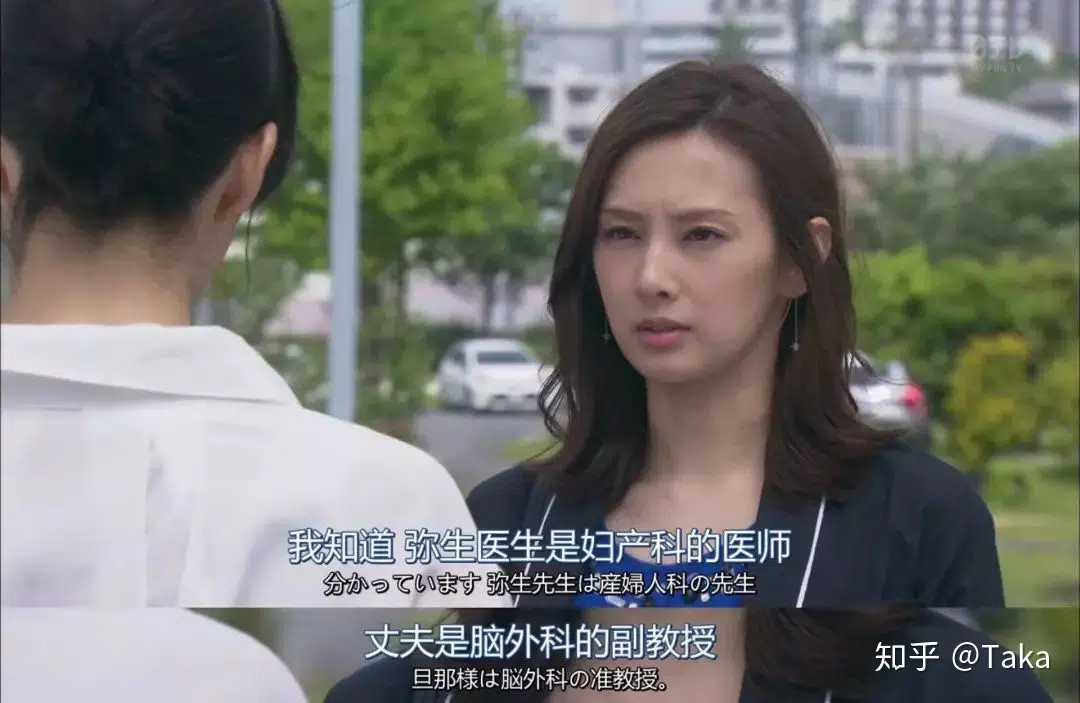 我知道 弥生医生是妇产科的医师
分かっています 弥生先生は産婦人科の先生
丈夫是脑外科的副教授
旦那様は脳外科の准教授。
知乎 @Taka